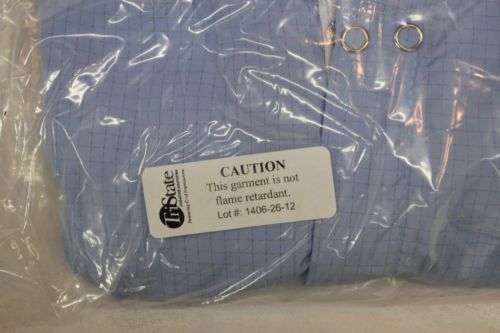 TriState
CAUTION
This garment is not
flame retardant.
Lot #: 1406-26-12